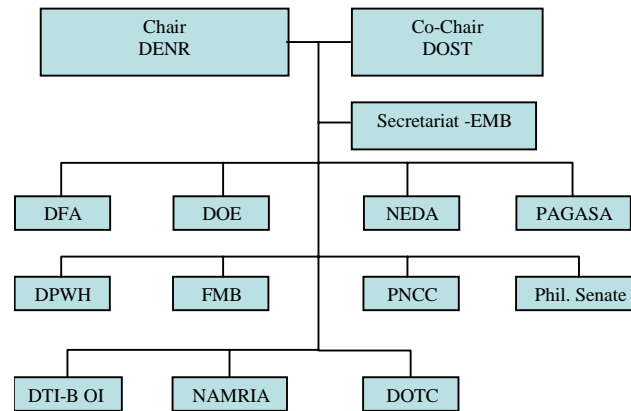 Chair
DENR
Co-Chair
DOST
Secretariat -EMB
DFA
DOE
NEDA
PAGASA
DPWH
FMB
PNCC
Phil. Senate
DTI-B OI
NAMRIA
DOTC